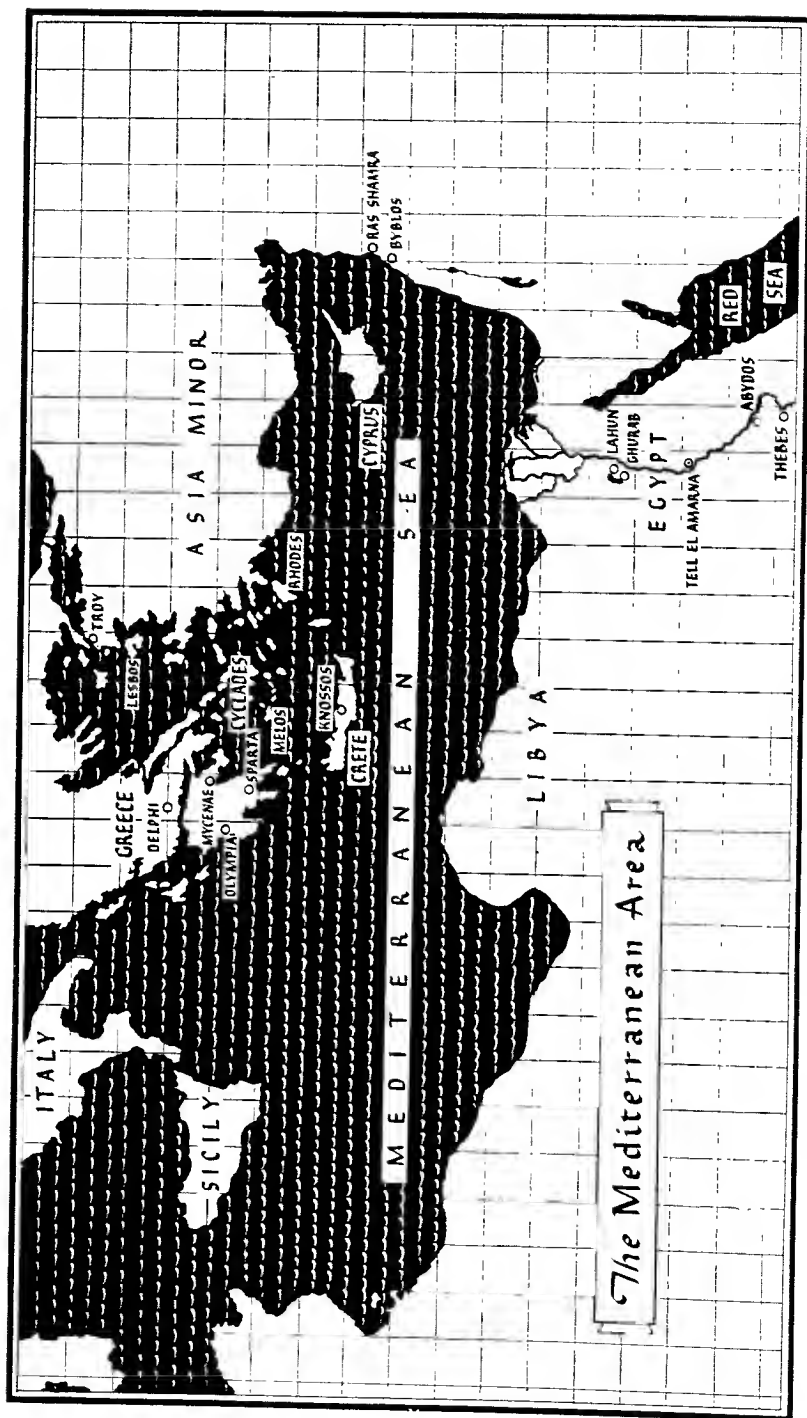 ITALY
SICILY
GREECE
DELPHI
MYCENAE
OLYMPIA
SPARTA
CYCLADES
MELOS
LESBOS
TROY
ASIA MINOR
RHODES
KNOSSOS
CRETE
CYPRUS
RAS SHAMRA
BYBLOS
MEDITERRANEAN SEA
LIBYA
EGYPT
LAHUN
GHURAB
TELL EL AMARNA
ABYDOS
THEBES
RED
SEA
The Mediterranean Area